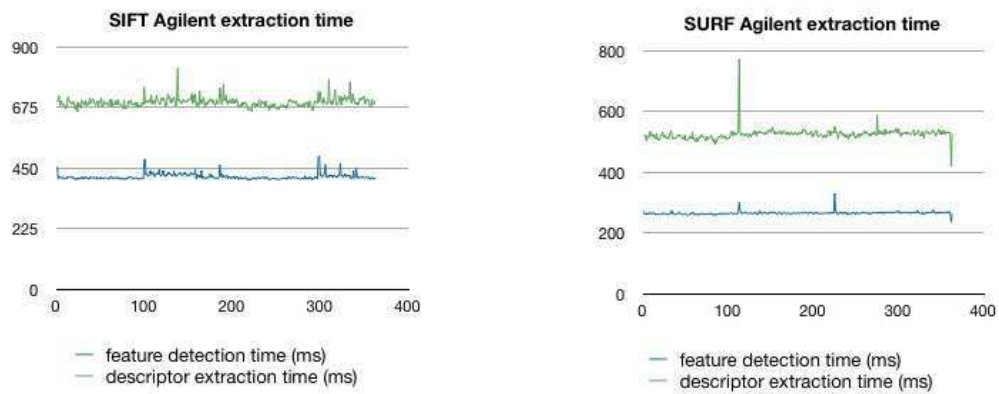 SIFT Agilent extraction time
900
675
450
225
0
0 100 200 300 400
feature detection time (ms)
descriptor extraction time (ms)
SURF Agilent extraction time
800
600
400
200
0
0 100 200 300 400
feature detection time (ms)
descriptor extraction time (ms)